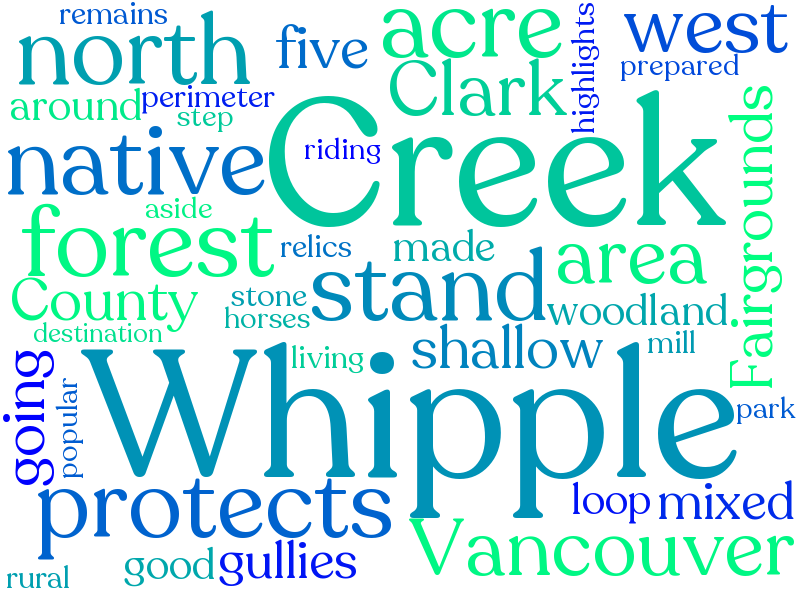 remains
north
five
acre
west
highlights
prepared
Clark
around
perimeter
step
Creek
Fairgrounds
native
riding
aside
forest
relics
made
area
County
stone
stand
horses
woodland
destination
shallow
mill
living
Whipple
going
popular
park
protects
loop
mixed
Vancouver
good
gullies
rural